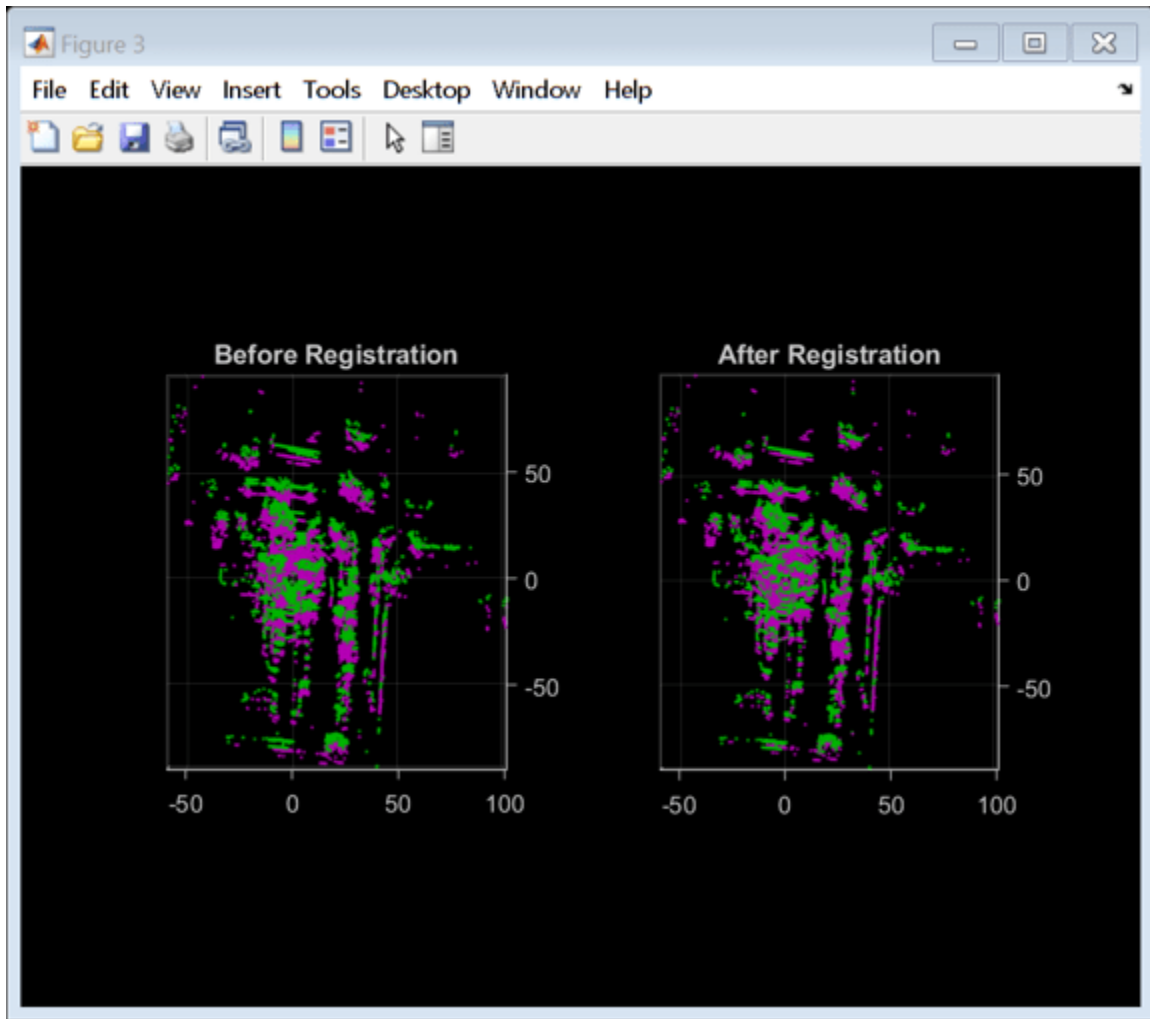 Figure 3
File Edit View Insert Tools Desktop Window Help
Before Registration
50
0
-50
-50 0 50 100
After Registration
50
0
-50
-50 0 50 100